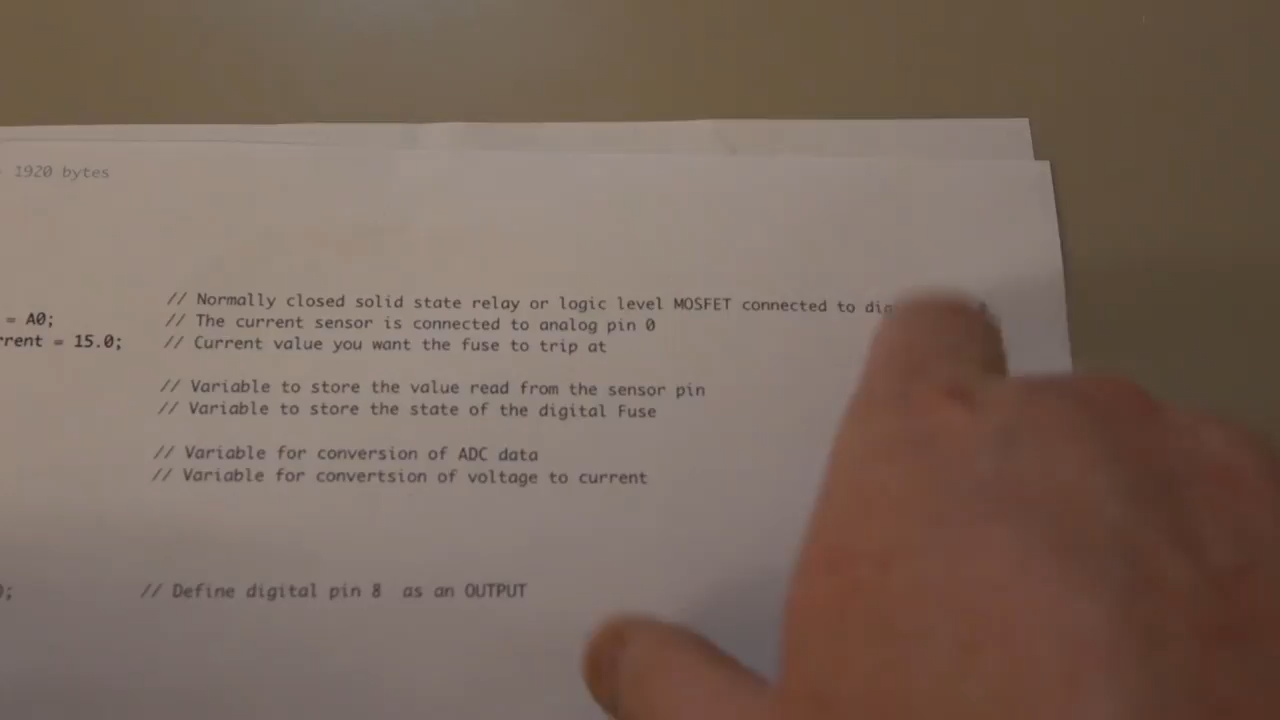 1920 bytes
// Normally closed solid state relay or logic level MOSFET connected to
= A0; // The current sensor is connected to analog pin 0
rrent = 15.0; // Current value you want the fuse to trip at
// Variable to store the value read from the sensor pin
// Variable to store the state of the digital Fuse
// Variable for conversion of ADC data
// Variable for convertsion of voltage to current
); // Define digital pin 8 as an OUTPUT